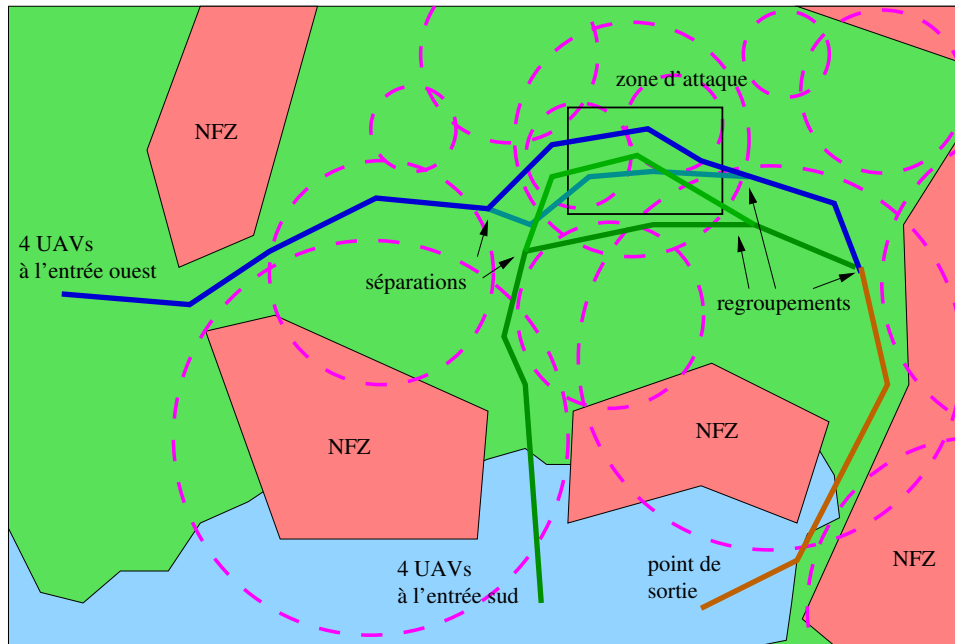 zone d'attaque
NFZ
4 UAVs
à l'entrée ouest
séparations
regroupements
NFZ
NFZ
4 UAVs
à l'entrée sud
point de
sortie
NFZ